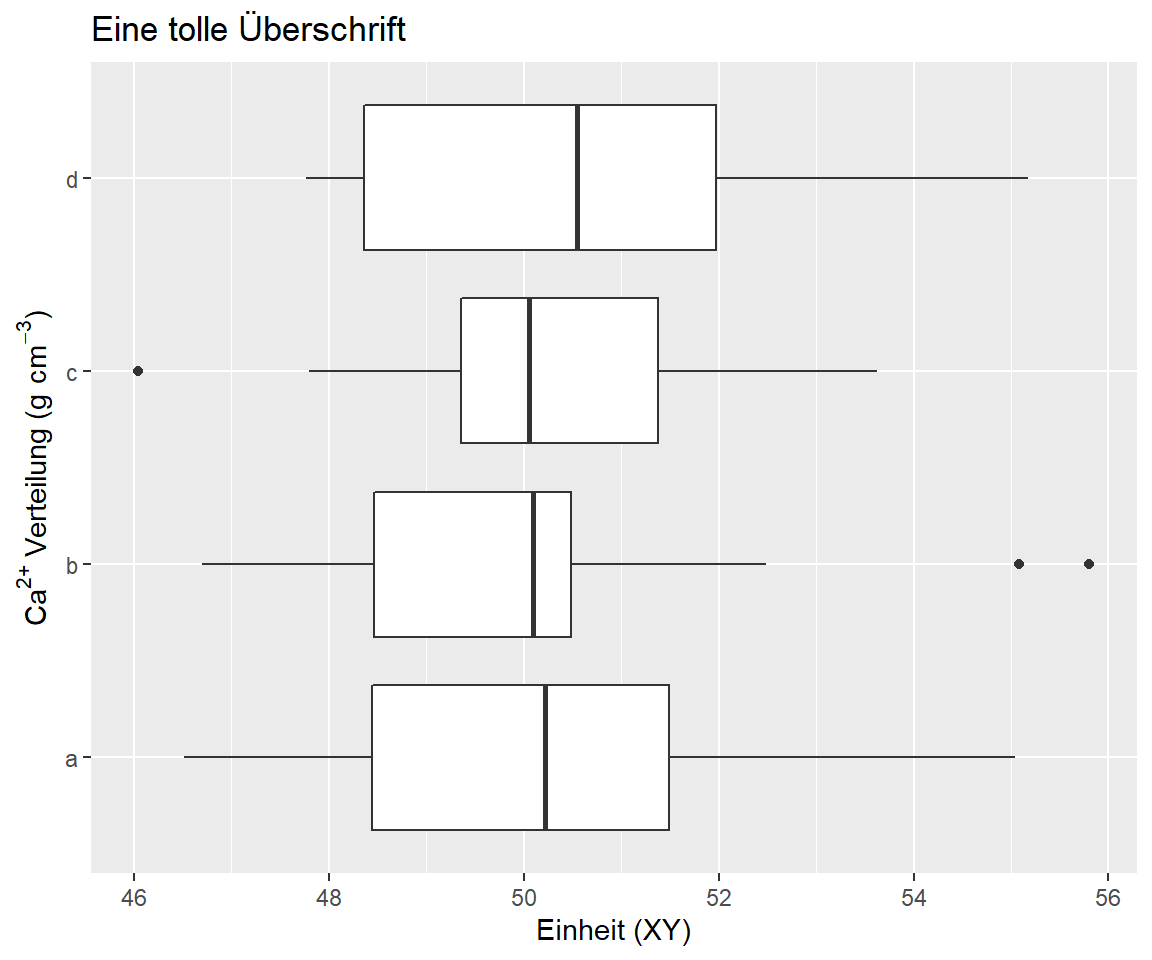 Eine tolle Überschrift
Ca²⁺ Verteilung (g cm⁻³)
d
c
b
a
46 48 50 52 54 56
Einheit (XY)